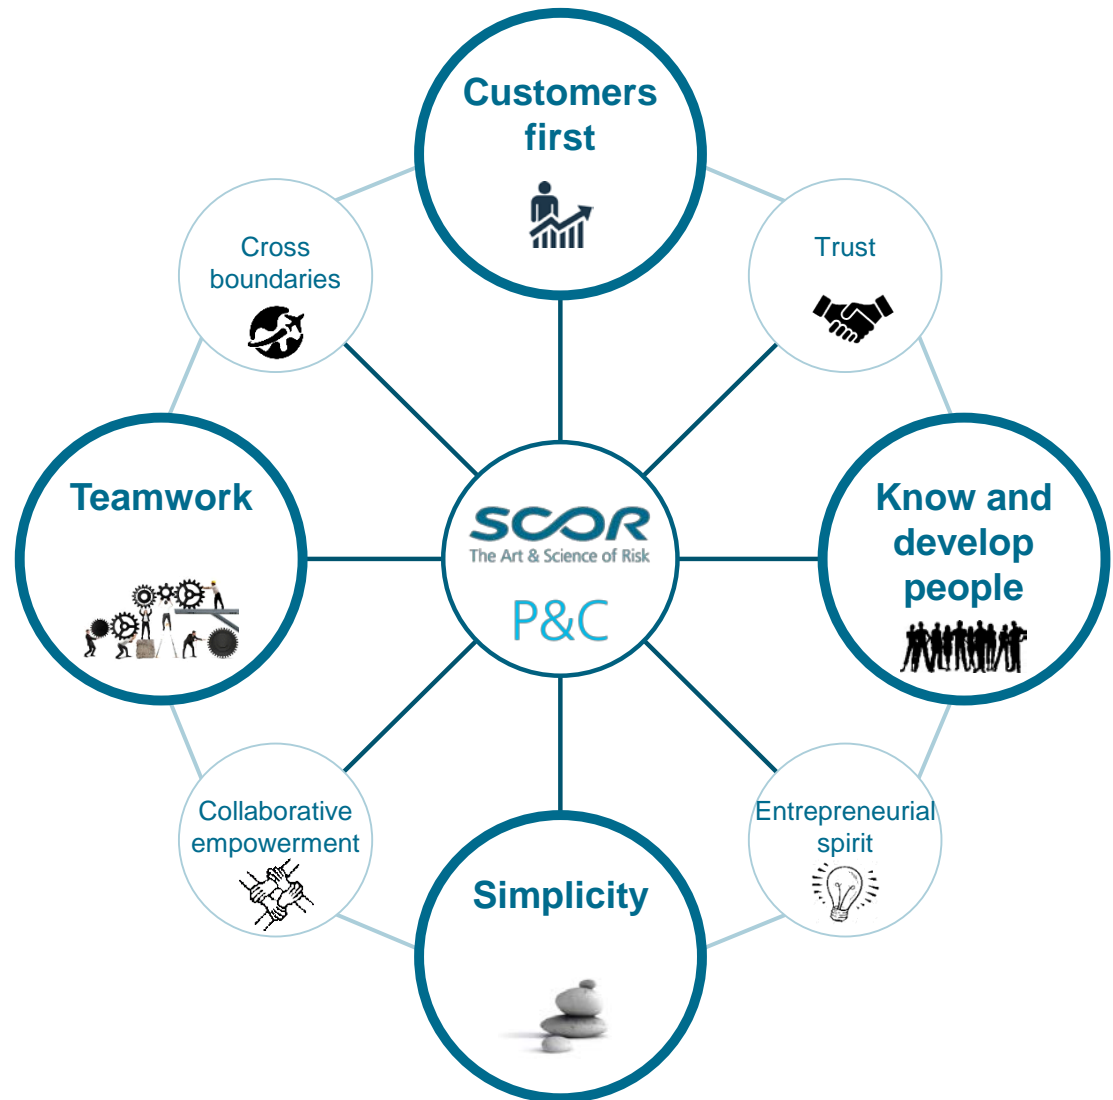 Customers
first
Cross
boundaries
Trust
Teamwork
SCOR
The Art & Science of Risk
P&C
Know and
develop
people
Collaborative
empowerment
Entrepreneurial
spirit
Simplicity